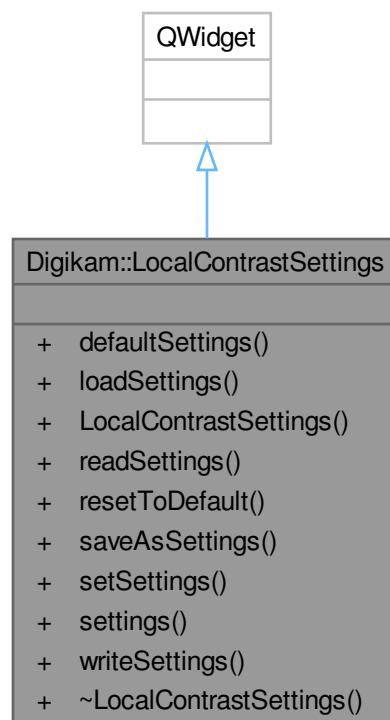 QWidget
Digikam::LocalContrastSettings
+ defaultSettings()
+ loadSettings()
+ LocalContrastSettings()
+ readSettings()
+ resetToDefault()
+ saveAsSettings()
+ setSettings()
+ settings()
+ writeSettings()
+ ~LocalContrastSettings()